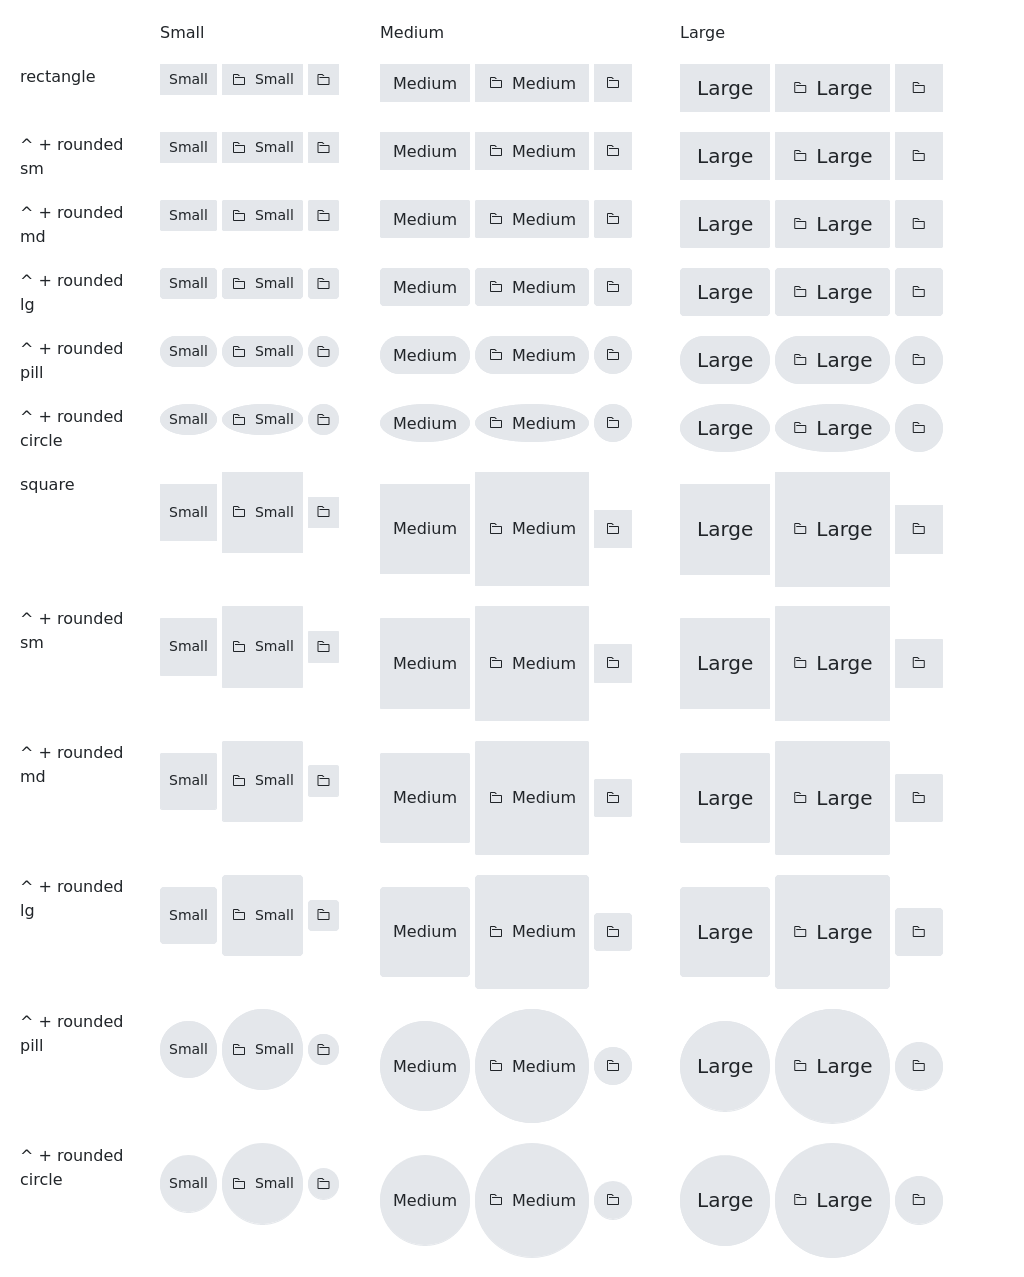 Small Medium Large
rectangle Small Small Medium Medium Large Large
^ + rounded Small Small Medium Medium Large Large
sm
^ + rounded Small Small Medium Medium Large Large
md
^ + rounded Small Small Medium Medium Large Large
lg
^ + rounded Small Small Medium Medium Large Large
pill
^ + rounded Small Small Medium Medium Large Large
circle
square
Small Small Medium Medium Large Large
^ + rounded
sm
Small Small Medium Medium Large Large
^ + rounded
md
Small Small Medium Medium Large Large
^ + rounded
lg
Small Small Medium Medium Large Large
^ + rounded
pill
Small Small Medium Medium Large Large
^ + rounded
circle
Small Small Medium Medium Large Large